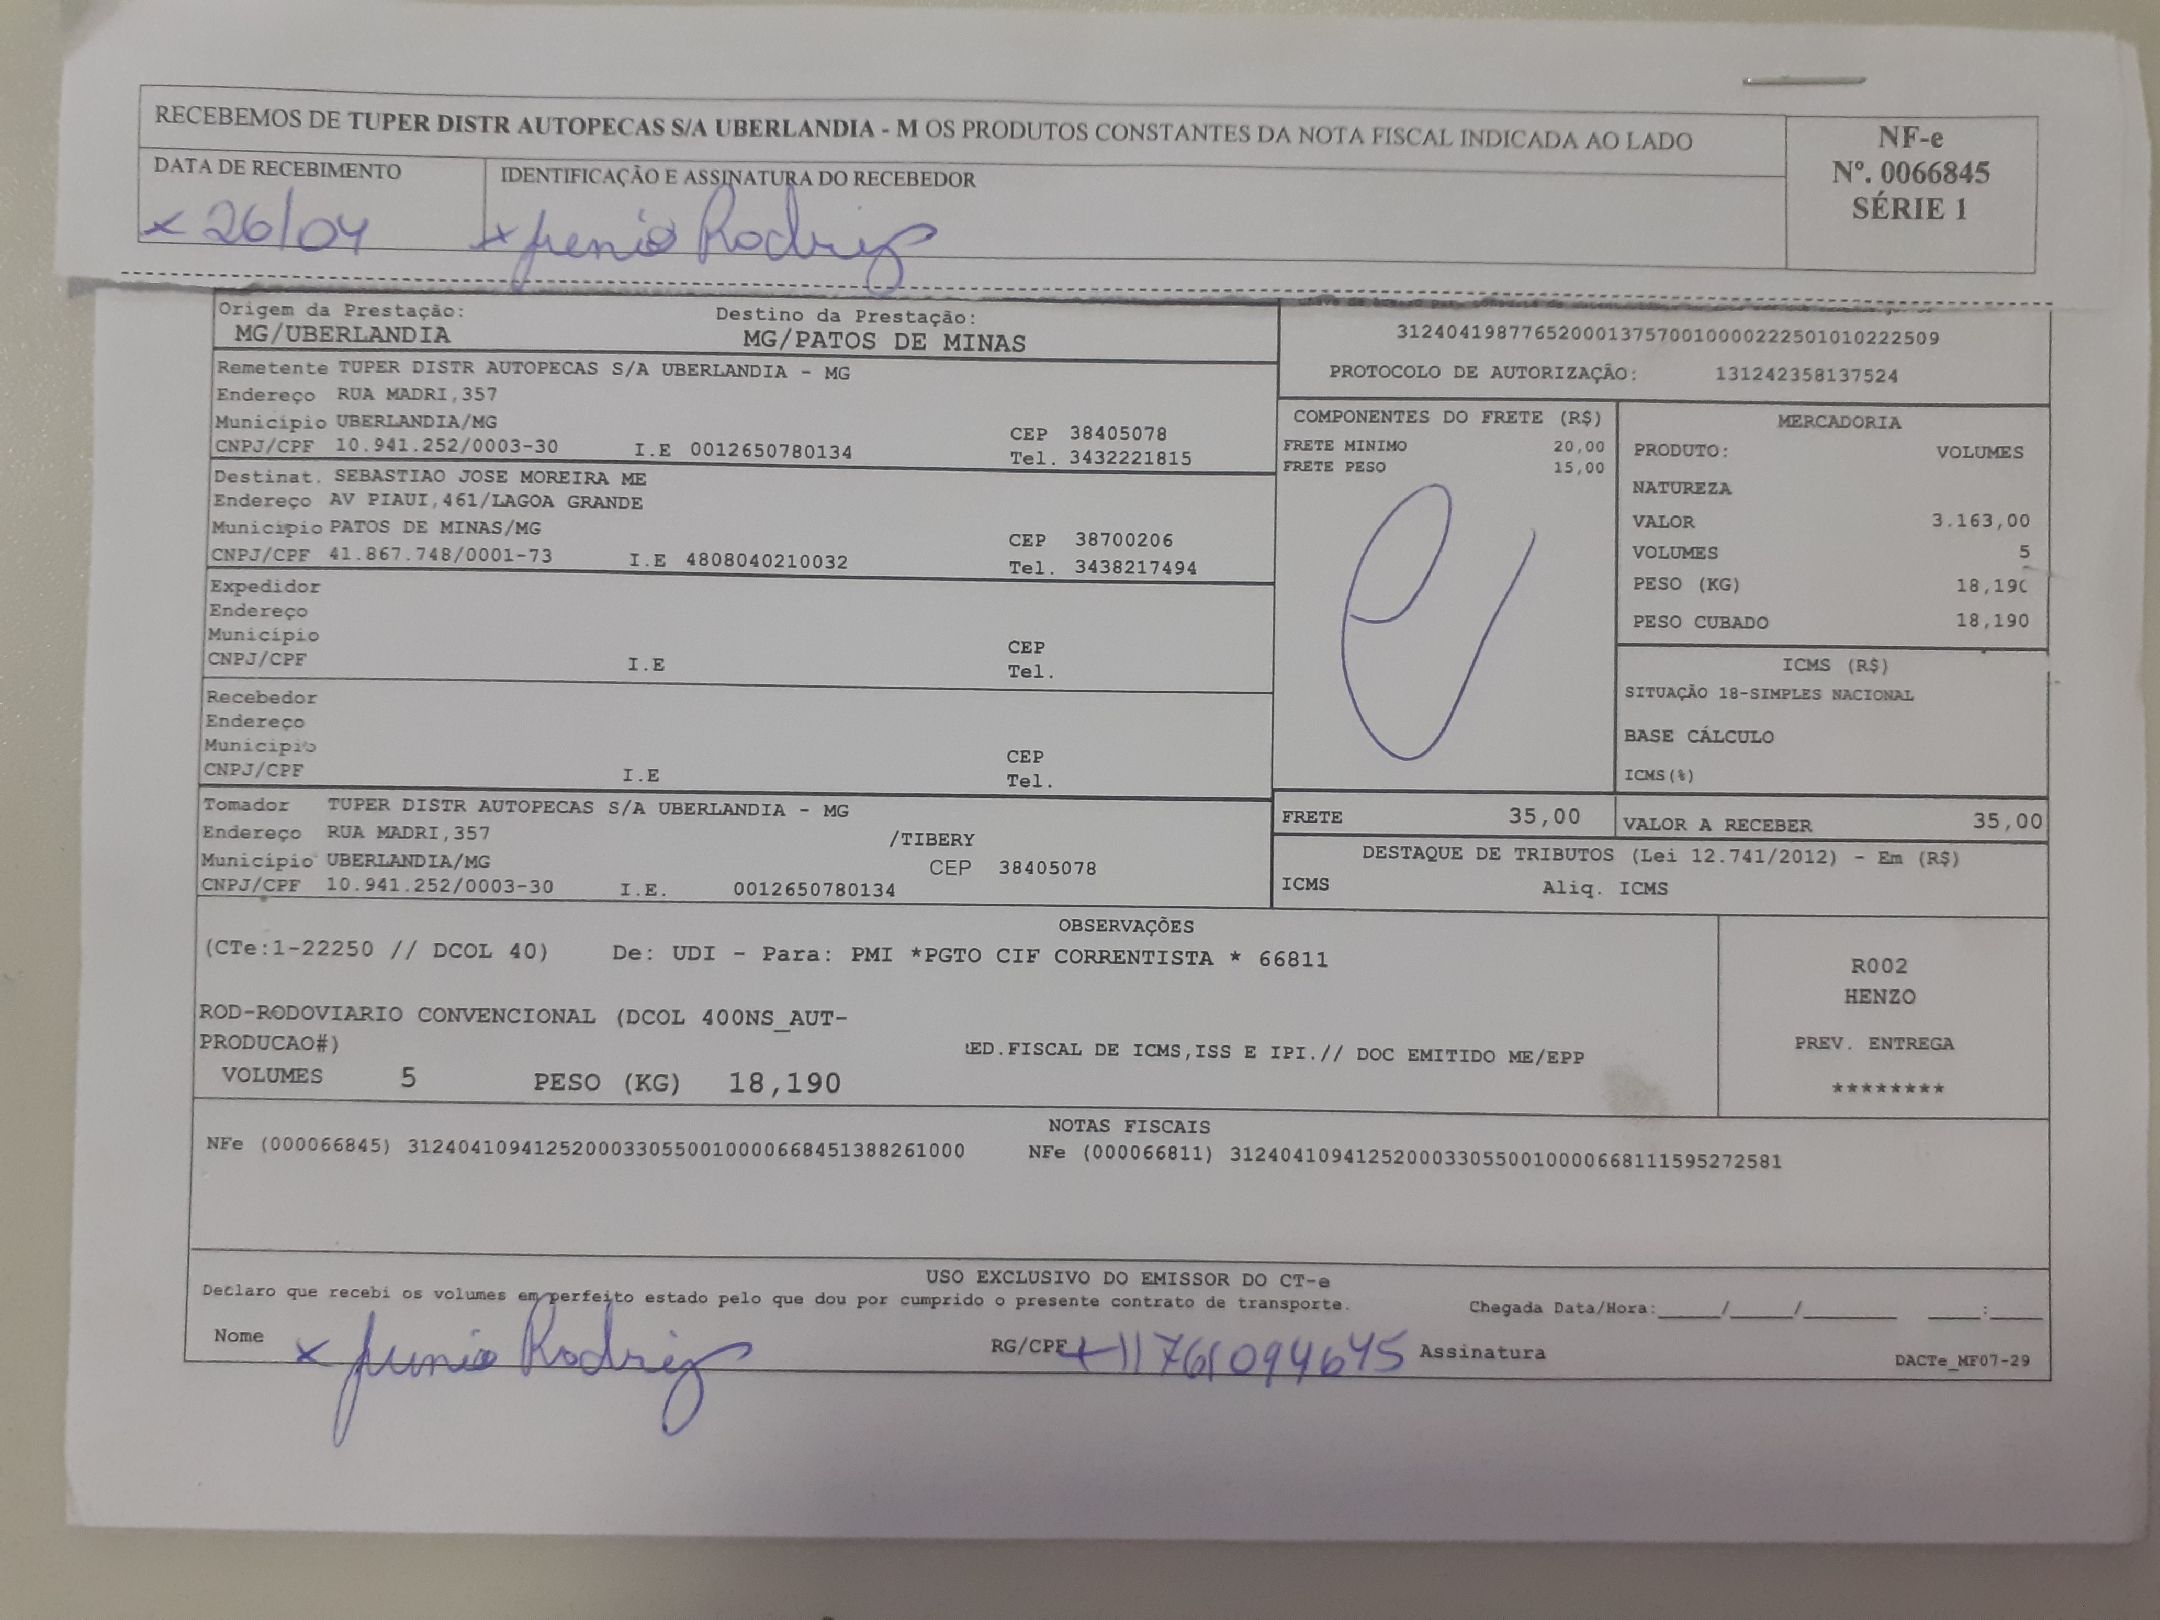 RECEBEMOS DE TUPER DISTR AUTOPECAS S/A UBERLANDIA - M OS PRODUTOS CONSTANTES DA NOTA FISCAL INDICADA AO LADO
NF-e
Nº. 0066845
SÉRIE 1
DATA DE RECEBIMENTO
IDENTIFICAÇÃO E ASSINATURA DO RECEBEDOR
x 26/04
x Junio Rodrig
Origem da Prestação:
MG/UBERLANDIA
Destino da Prestação:
MG/PATOS DE MINAS
31240419877652000137570010000222501010222509
PROTOCOLO DE AUTORIZAÇÃO: 131242358137524
Remetente TUPER DISTR AUTOPECAS S/A UBERLANDIA - MG
Endereço RUA MADRI,357
Município UBERLANDIA/MG CEP 38405078
CNPJ/CPF 10.941.252/0003-30 I.E 0012650780134 Tel. 3432221815
Destinat. SEBASTIAO JOSE MOREIRA ME
Endereço AV PIAUI,461/LAGOA GRANDE
Município PATOS DE MINAS/MG CEP 38700206
CNPJ/CPF 41.867.748/0001-73 I.E 4808040210032 Tel. 3438217494
Expedidor
Endereço
Município CEP
CNPJ/CPF I.E Tel.
Recebedor
Endereço
Município CEP
CNPJ/CPF I.E Tel.
Tomador TUPER DISTR AUTOPECAS S/A UBERLANDIA - MG
Endereço RUA MADRI,357 /TIBERY
Município UBERLANDIA/MG CEP 38405078
CNPJ/CPF 10.941.252/0003-30 I.E. 0012650780134
COMPONENTES DO FRETE (R$)
FRETE MINIMO 20,00
FRETE PESO 15,00
MERCADORIA
PRODUTO: VOLUMES
NATUREZA
VALOR 3.163,00
VOLUMES 5
PESO (KG) 18,190
PESO CUBADO 18,190
ICMS (R$)
SITUAÇÃO 18-SIMPLES NACIONAL
BASE CÁLCULO
ICMS(%)
FRETE 35,00
VALOR A RECEBER 35,00
DESTAQUE DE TRIBUTOS (Lei 12.741/2012) - Em (R$)
ICMS Aliq. ICMS
OBSERVAÇÕES
(CTe:1-22250 // DCOL 40) De: UDI - Para: PMI *PGTO CIF CORRENTISTA * 66811
ROD-RODOVIARIO CONVENCIONAL (DCOL 400NS_AUT-
PRODUCAO#)
ED.FISCAL DE ICMS,ISS E IPI.// DOC EMITIDO ME/EPP
VOLUMES 5 PESO (KG) 18,190
R002
HENZO
PREV. ENTREGA
********
NOTAS FISCAIS
NFe (000066845) 31240410941252000330550010000668451388261000 NFe (000066811) 31240410941252000330550010000668111595272581
USO EXCLUSIVO DO EMISSOR DO CT-e
Declaro que recebi os volumes em perfeito estado pelo que dou por cumprido o presente contrato de transporte.
Chegada Data/Hora:_____/_____/________ ____:____
Nome x Junio Rodrig
RG/CPF +11761094645
Assinatura
DACTe_MF07-29